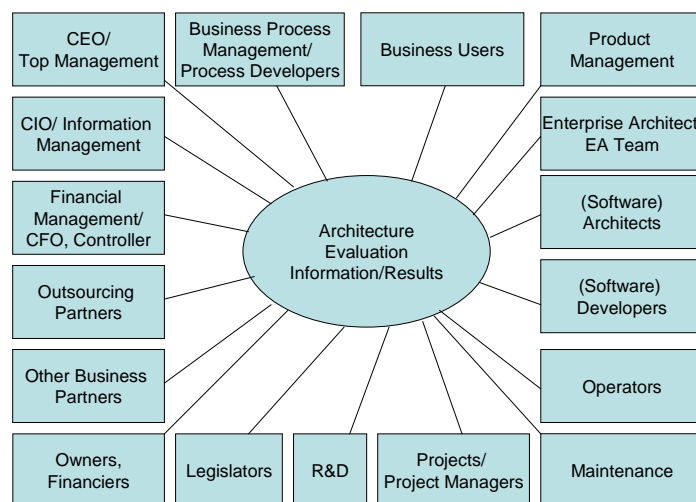 CEO/
Top Management
Business Process
Management/
Process Developers
Business Users
Product
Management
CIO/ Information
Management
Enterprise Architect
EA Team
Financial
Management/
CFO, Controller
(Software)
Architects
Architecture
Evaluation
Information/Results
Outsourcing
Partners
(Software)
Developers
Other Business
Partners
Operators
Owners,
Financiers
Legislators
R&D
Projects/
Project Managers
Maintenance